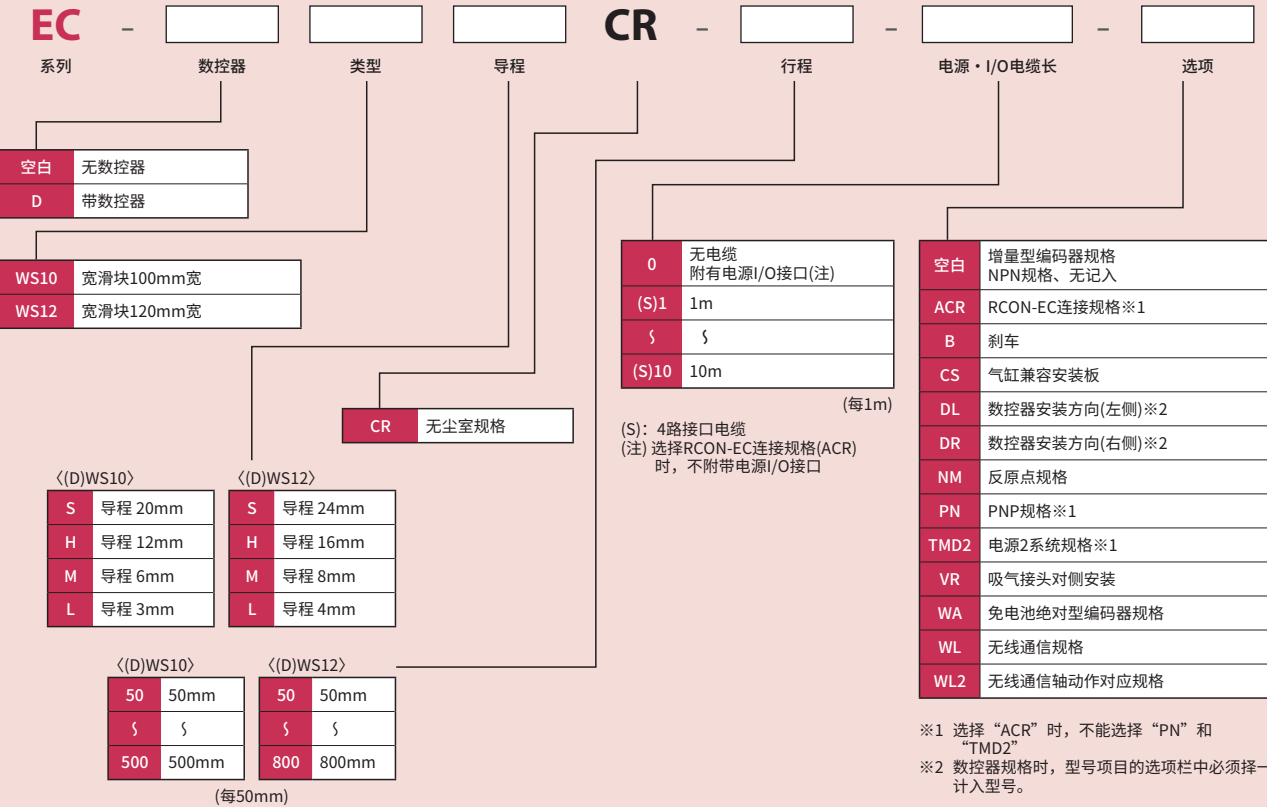 EC - CR - - -
系列 数控器 类型 导程 行程 电源・I/O电缆长 选项
空白 无数控器
D 带数控器
WS10 宽滑块100mm宽
WS12 宽滑块120mm宽
CR 无尘室规格
〈(D)WS10〉
S 导程 20mm
H 导程 12mm
M 导程 6mm
L 导程 3mm
〈(D)WS12〉
S 导程 24mm
H 导程 16mm
M 导程 8mm
L 导程 4mm
〈(D)WS10〉
50 50mm
〜 〜
500 500mm
〈(D)WS12〉
50 50mm
〜 〜
800 800mm
(每50mm)
0 无电缆
附有电源I/O接口(注)
(S)1 1m
〜 〜
(S)10 10m
(每1m)
(S)：4路接口电缆
(注) 选择RCON-EC连接规格(ACR)
时，不附带电源I/O接口
空白 增量型编码器规格
NPN规格、无记入
ACR RCON-EC连接规格※1
B 刹车
CS 气缸兼容安装板
DL 数控器安装方向(左侧)※2
DR 数控器安装方向(右侧)※2
NM 反原点规格
PN PNP规格※1
TMD2 电源2系统规格※1
VR 吸气接头对侧安装
WA 免电池绝对型编码器规格
WL 无线通信规格
WL2 无线通信轴动作对应规格
※1 选择“ACR”时，不能选择“PN”和
“TMD2”
※2 数控器规格时，型号项目的选项栏中必须择一
计入型号。